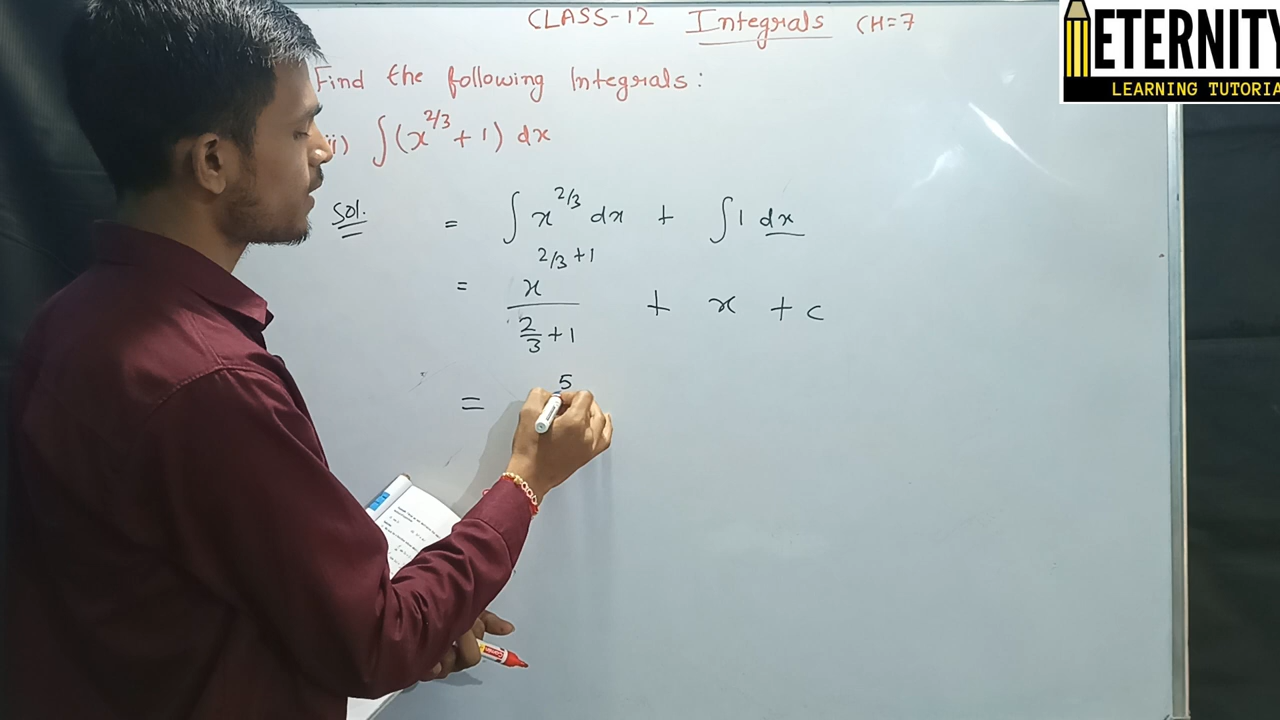 CLASS-12 Integrals CH=7
ETERNITY
LEARNING TUTORIA
Find the following Integrals:
ii) ∫(x^{2/3} + 1) dx
Sol. = ∫x^{2/3} dx + ∫1 dx
= x^{2/3 +1} / (2/3 + 1) + x + c
= 5